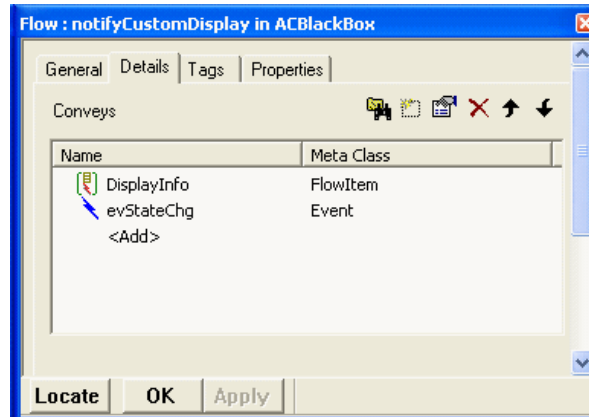 Flow : notifyCustomDisplay in ACBlackBox
General Details Tags Properties
Conveys
Name Meta Class
DisplayInfo FlowItem
evStateChg Event
<Add>
Locate OK Apply